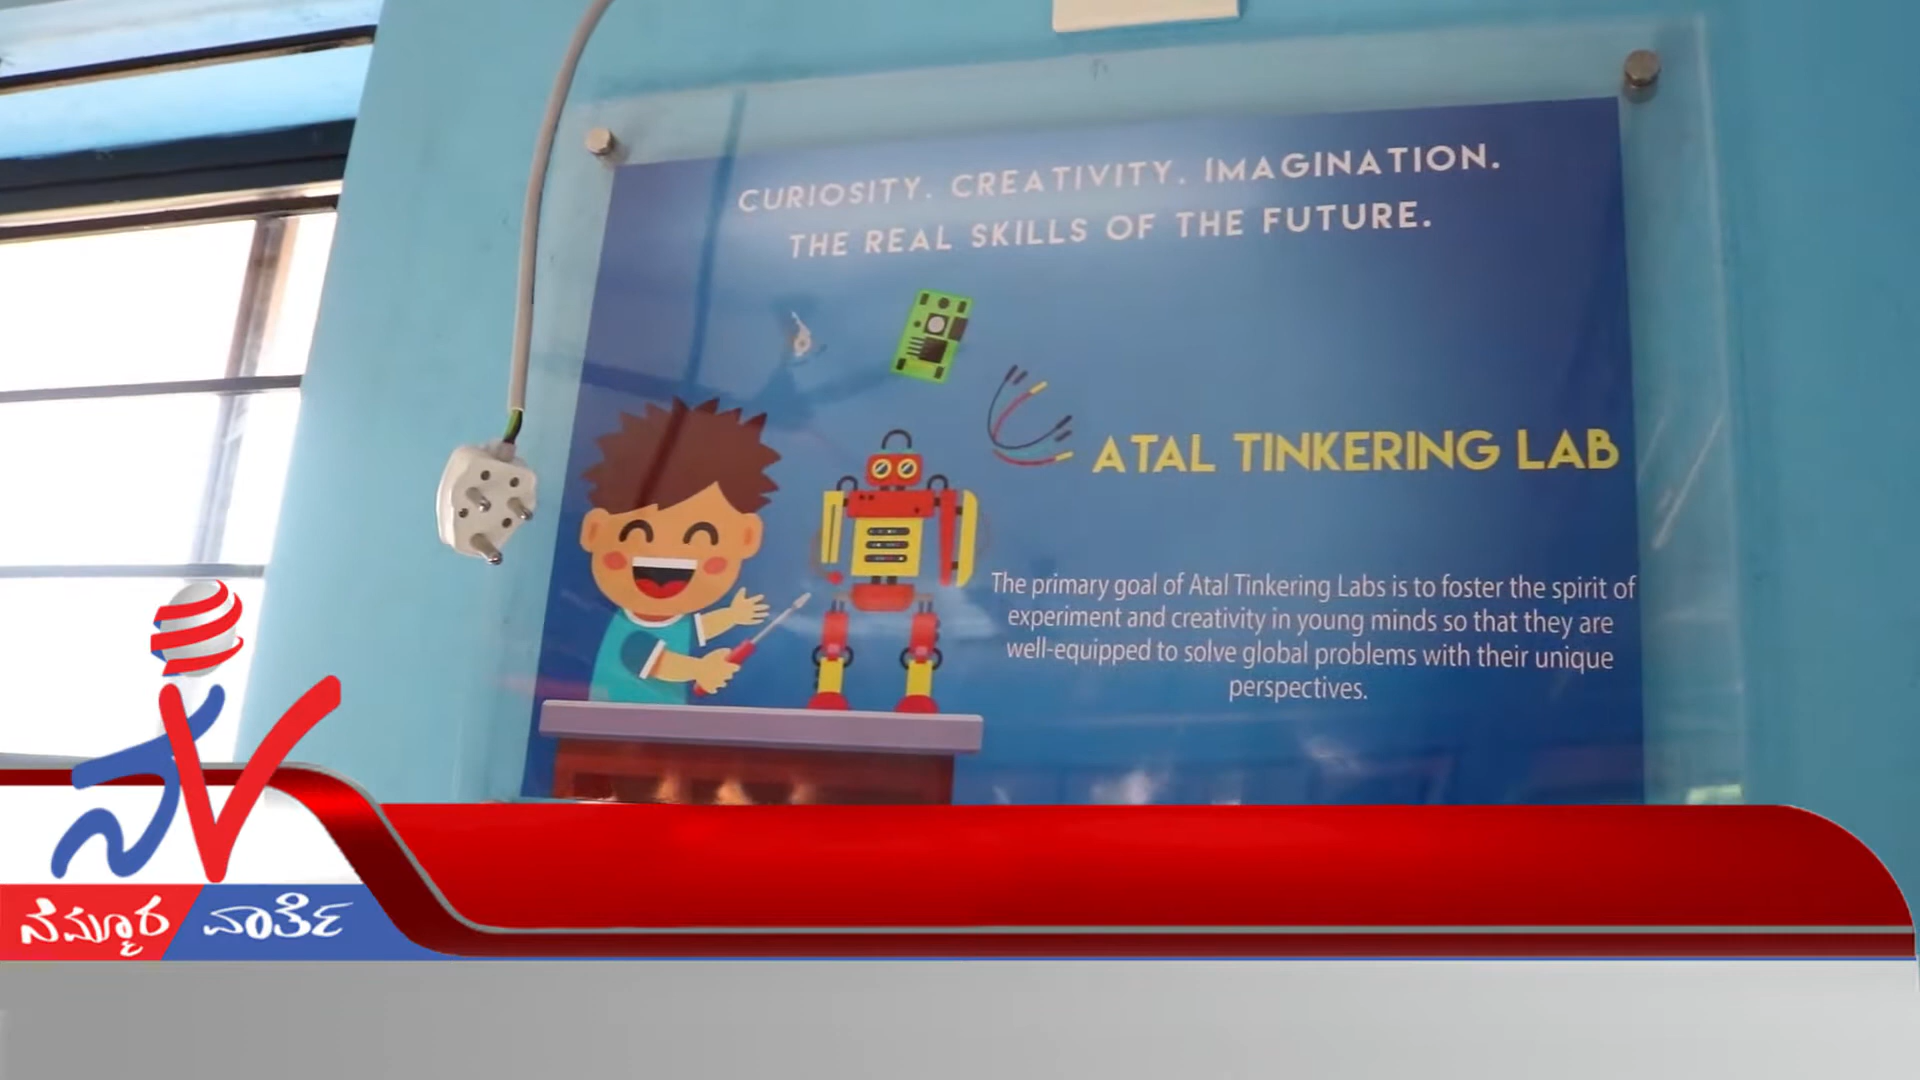 CURIOSITY. CREATIVITY. IMAGINATION.
THE REAL SKILLS OF THE FUTURE.
ATAL TINKERING LAB
The primary goal of Atal Tinkering Labs is to foster the spirit of
experiment and creativity in young minds so that they are
well-equipped to solve global problems with their unique
perspectives.
ನV
ನೆಮ್ಮೂರ ವಾರ್ತೆ